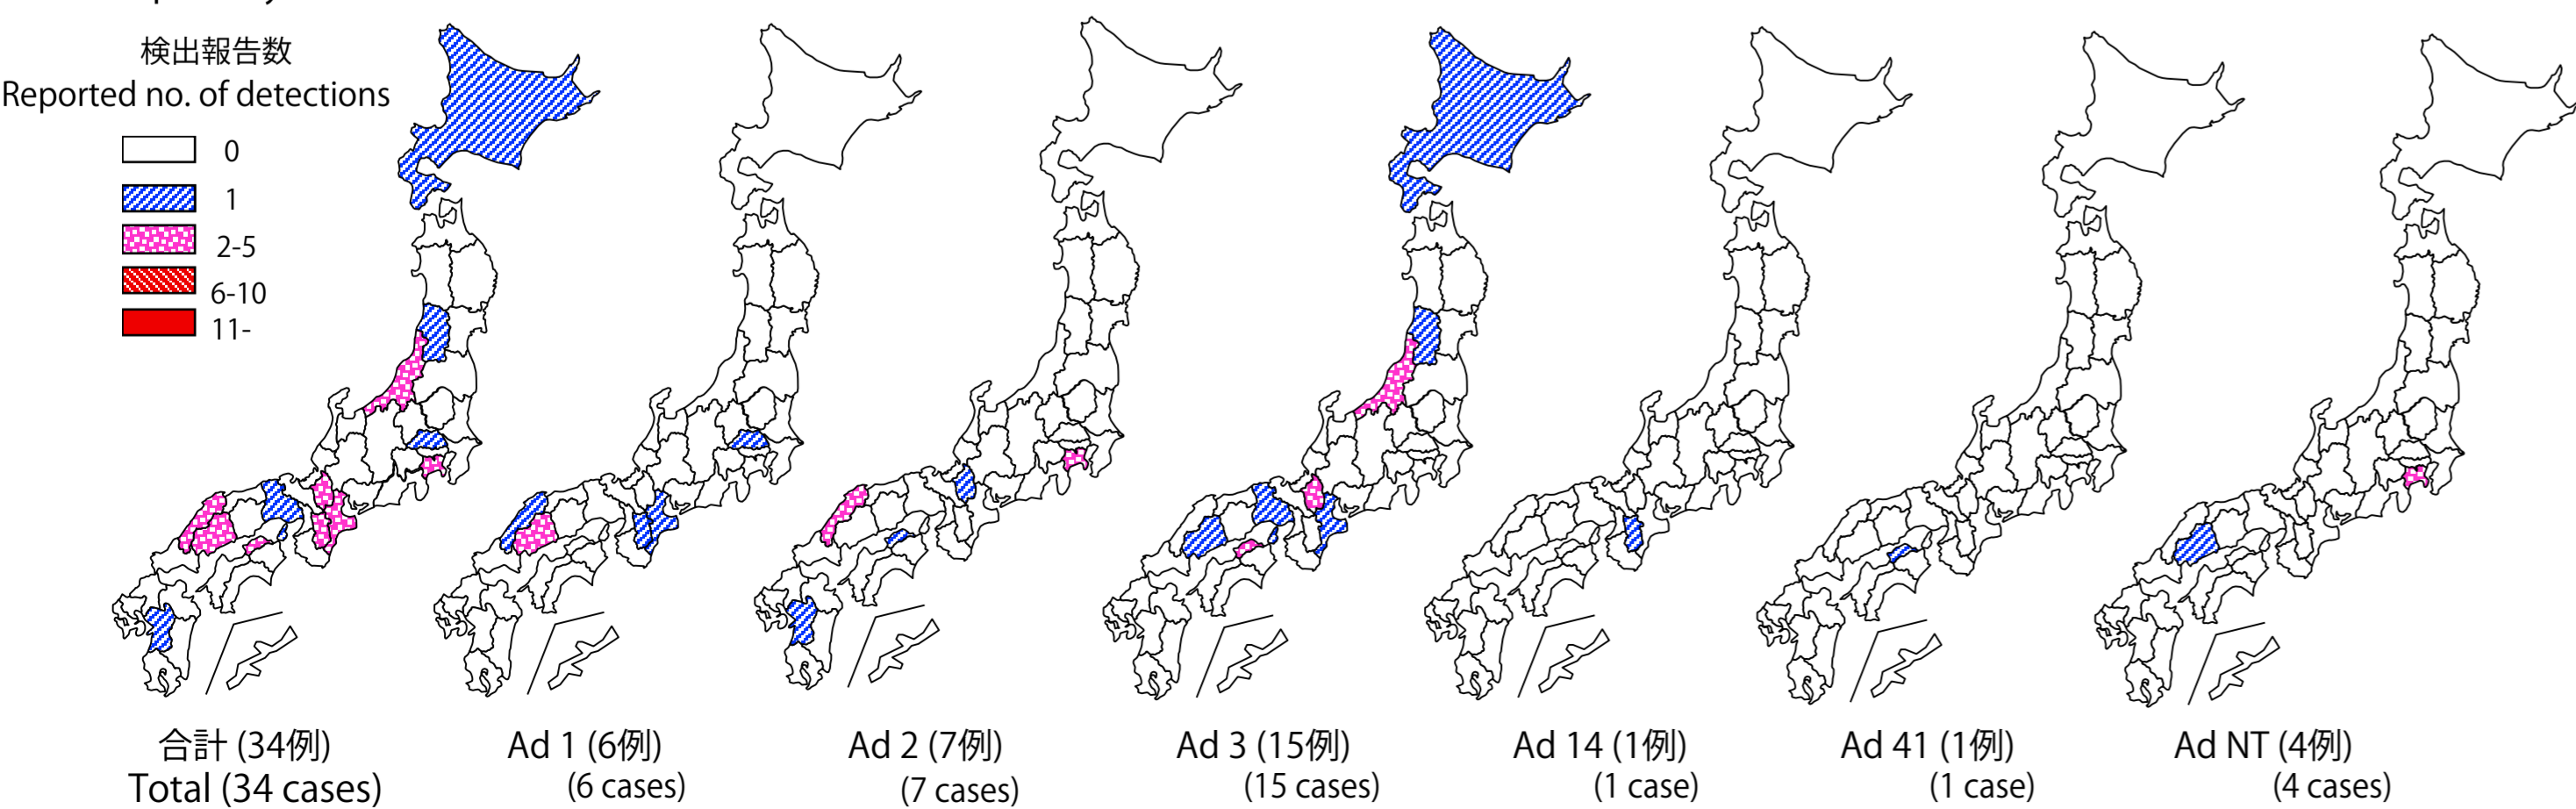 検出報告数
Reported no. of detections
0
1
2-5
6-10
11-
合計 (34例)
Total (34 cases)
Ad 1 (6例)
(6 cases)
Ad 2 (7例)
(7 cases)
Ad 3 (15例)
(15 cases)
Ad 14 (1例)
(1 case)
Ad 41 (1例)
(1 case)
Ad NT (4例)
(4 cases)